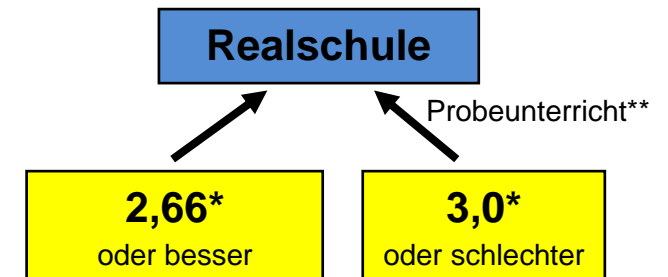 Realschule
Probeunterricht**
2,66*
oder besser
3,0*
oder schlechter